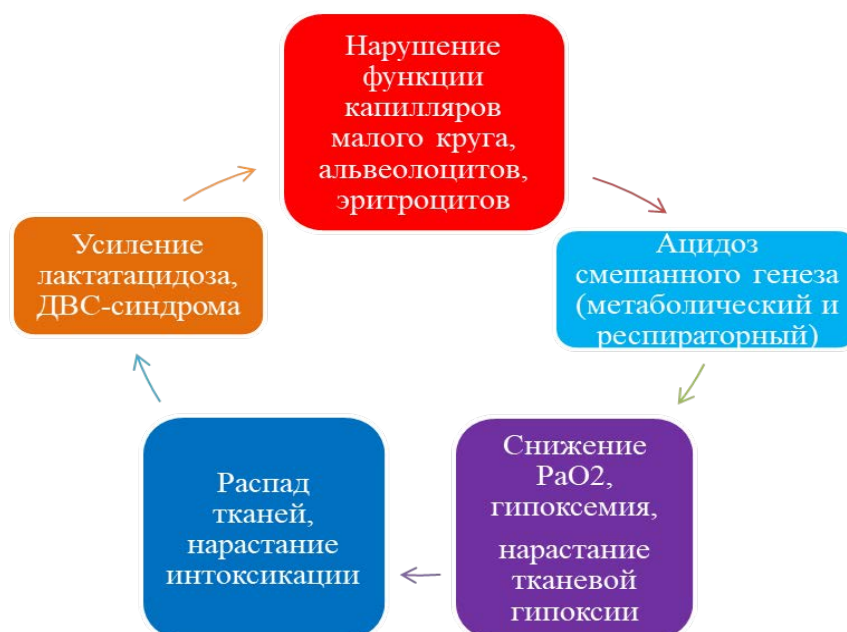 Нарушение
функции
капилляров
малого круга,
альвеолоцитов,
эритроцитов
Ацидоз
смешанного генеза
(метаболический и
респираторный)
Снижение
PaO2,
гипоксемия,
нарастание
тканевой
гипоксии
Распад
тканей,
нарастание
интоксикации
Усиление
лактатацидоза,
ДВС-синдрома